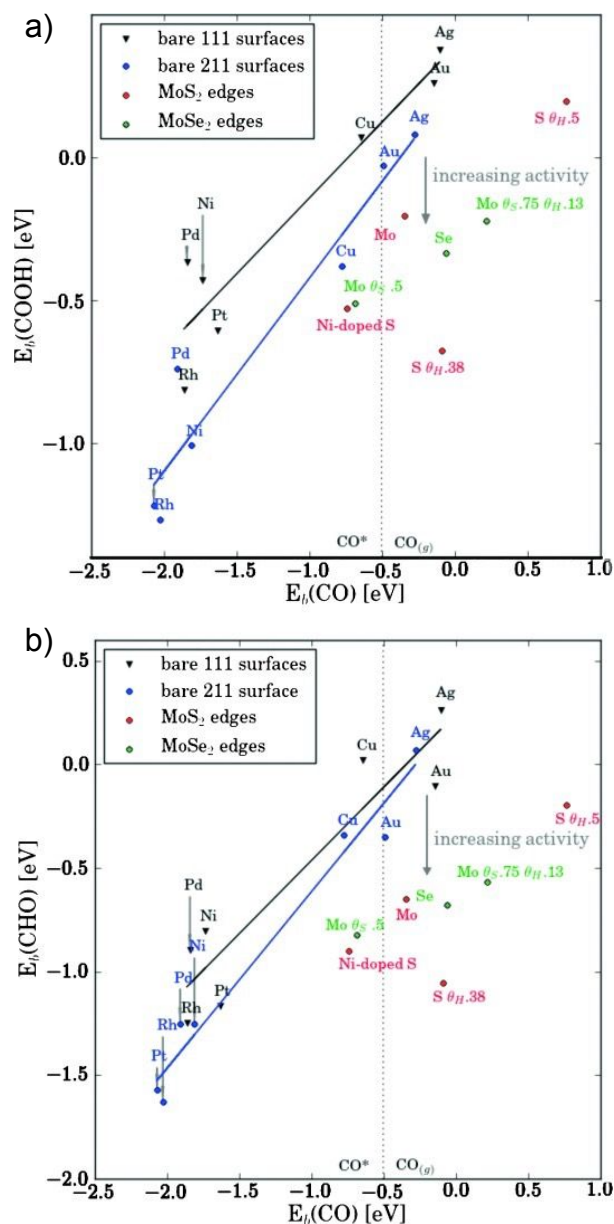 a)
bare 111 surfaces
bare 211 surfaces
MoS₂ edges
MoSe₂ edges
Ag
Au
Cu
Ag
Au
S θH.5
increasing activity
Mo θS.75 θH.13
Mo
Se
Ni
Pd
Cu
Mo θS .5
Ni-doped S
Pt
S θH.38
Pd
Rh
Ni
Pt
Rh
CO* CO(g)
0.0
−0.5
−1.0
−2.5 −2.0 −1.5 −1.0 −0.5 0.0 0.5 1.0
Eb(CO) [eV]
Eb(COOH) [eV]
b)
bare 111 surfaces
bare 211 surface
MoS₂ edges
MoSe₂ edges
Ag
Cu
Ag
Au
Cu
Au
S θH.5
increasing activity
Mo θS.75 θH.13
Se
Mo
Mo θS .5
Ni-doped S
S θH.38
Pd
Ni
Ni
Pd
Pt
Rh
Rh
Pt
CO* CO(g)
0.5
0.0
−0.5
−1.0
−1.5
−2.0
−2.5 −2.0 −1.5 −1.0 −0.5 0.0 0.5 1.0
Eb(CO) [eV]
Eb(CHO) [eV]